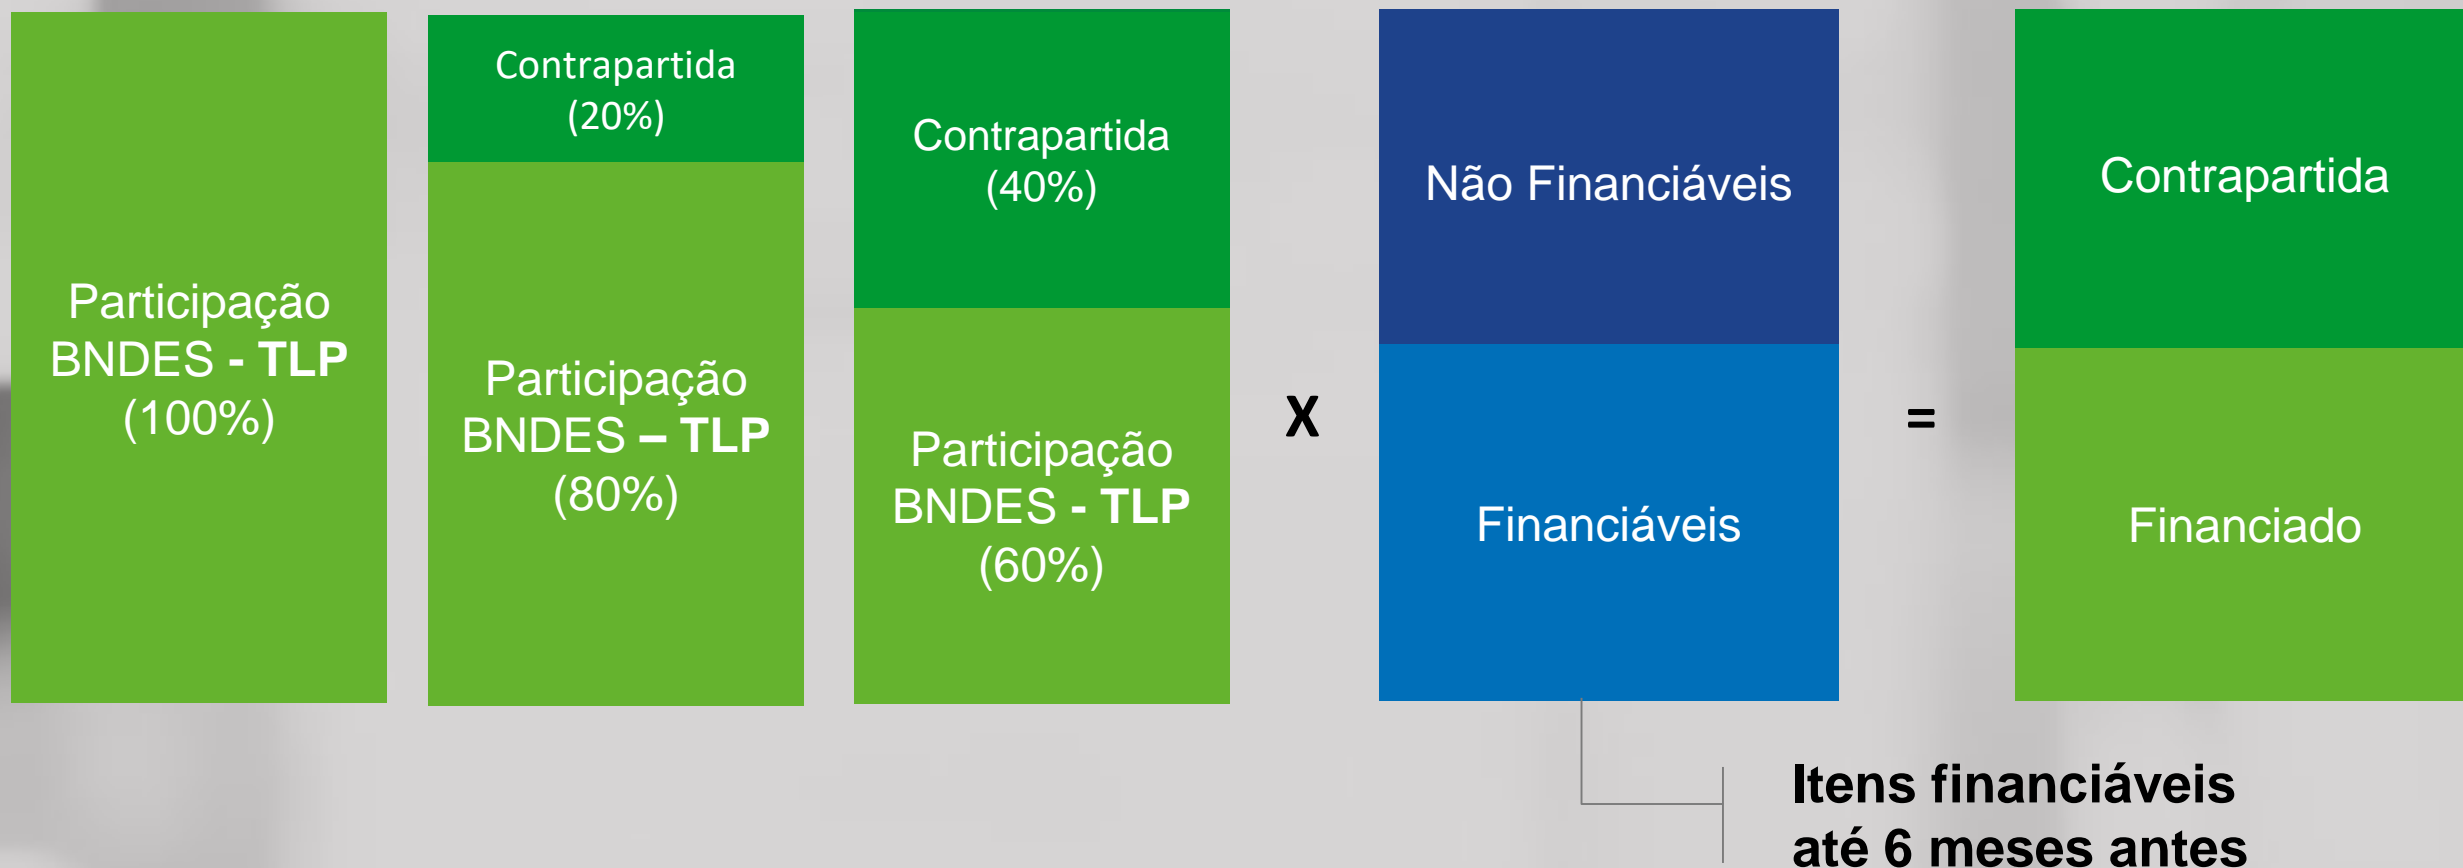 Participação
BNDES - TLP
(100%)
Contrapartida
(20%)
Participação
BNDES – TLP
(80%)
Contrapartida
(40%)
Participação
BNDES - TLP
(60%)
X
Não Financiáveis
Financiáveis
=
Contrapartida
Financiado
Itens financiáveis
até 6 meses antes